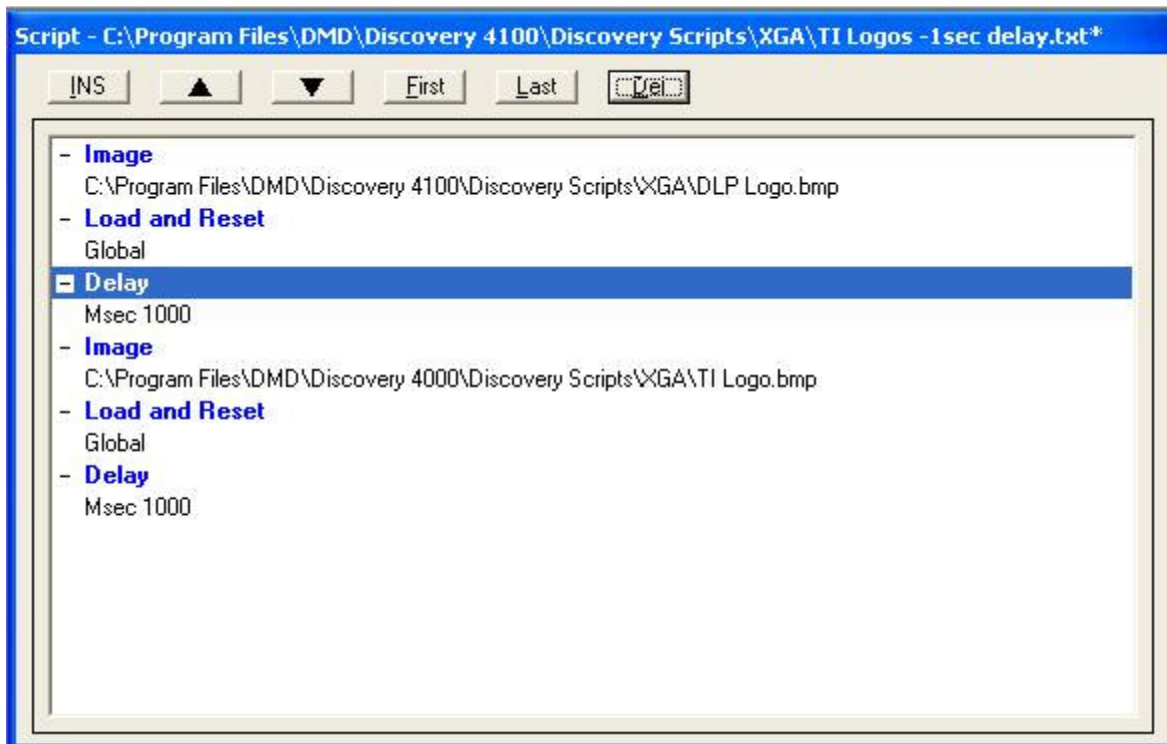 Script - C:\Program Files\DMD\Discovery 4100\Discovery Scripts\XGA\TI Logos -1sec delay.txt*
INS ▲ ▼ First Last Del
– Image
C:\Program Files\DMD\Discovery 4100\Discovery Scripts\XGA\DLP Logo.bmp
– Load and Reset
Global
– Delay
Msec 1000
– Image
C:\Program Files\DMD\Discovery 4000\Discovery Scripts\XGA\TI Logo.bmp
– Load and Reset
Global
– Delay
Msec 1000